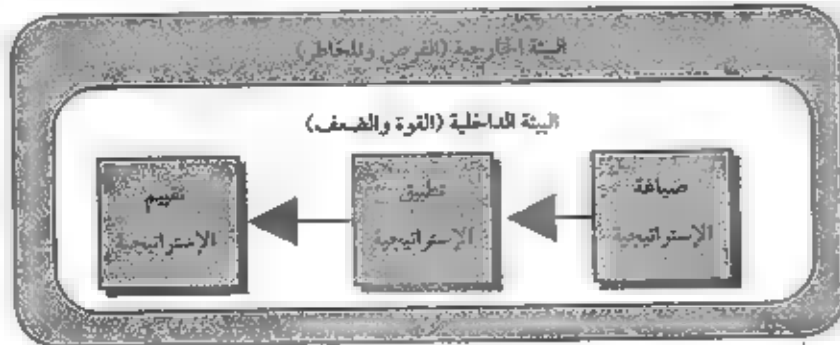 البيئة الخارجية (الفرص والمخاطر)
البيئة الداخلية (القوة والضعف)
صياغة
الإستراتيجية
تطبيق
الإستراتيجية
تقييم
الإستراتيجية